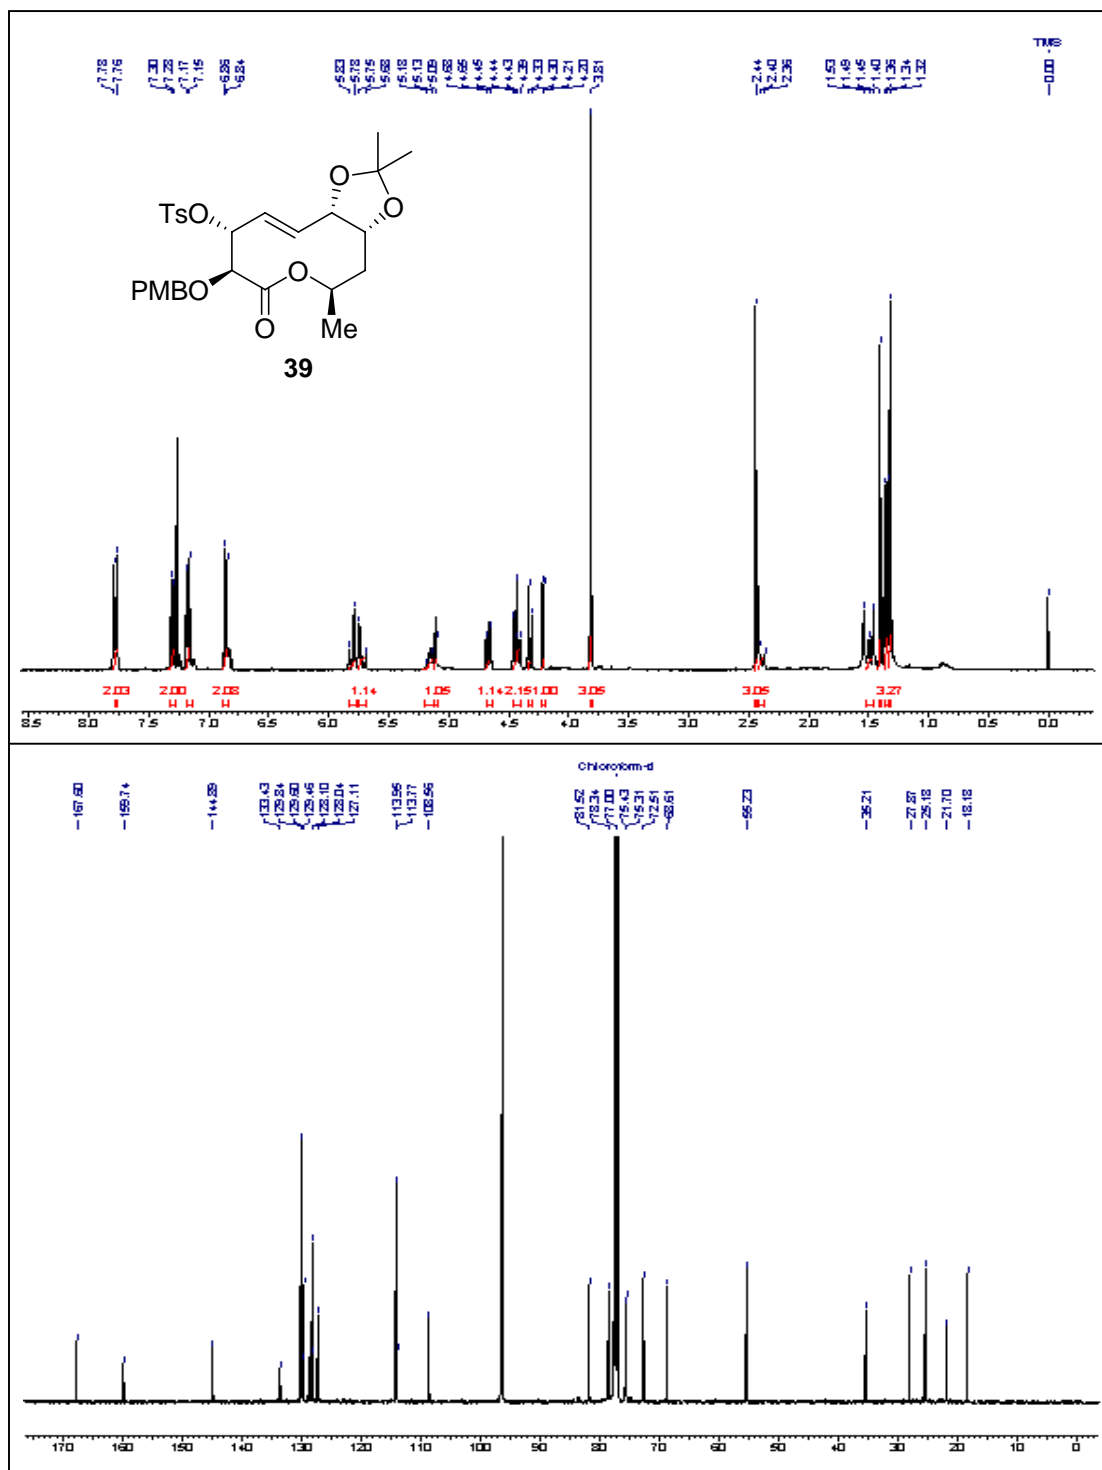 TMS
7.78 7.76 7.30 7.28 7.17 7.15 6.86 6.84 5.83 5.78 5.75 5.68 5.18 5.13 5.09 4.68 4.66 4.45 4.44 4.43 4.39 4.33 4.30 4.21 4.20 3.81 2.44 2.40 2.36 1.53 1.49 1.45 1.40 1.36 1.34 1.32 0.00
O
O
TsO
PMBO
O
O
Me
39
2.03 2.00 2.08 1.14 1.05 1.14 2.15 1.00 3.05 3.05 3.27
8.5 8.0 7.5 7.0 6.5 6.0 5.5 5.0 4.5 4.0 3.5 3.0 2.5 2.0 1.5 1.0 0.5 0.0
Chloroform-d
167.60 159.74 144.89 133.43 129.84 129.60 129.46 128.10 128.04 127.11 113.96 113.77 108.56 81.52 78.34 77.00 75.43 75.31 72.51 68.61 55.23 35.21 27.87 25.18 21.70 18.18
170 160 150 140 130 120 110 100 90 80 70 60 50 40 30 20 10 0